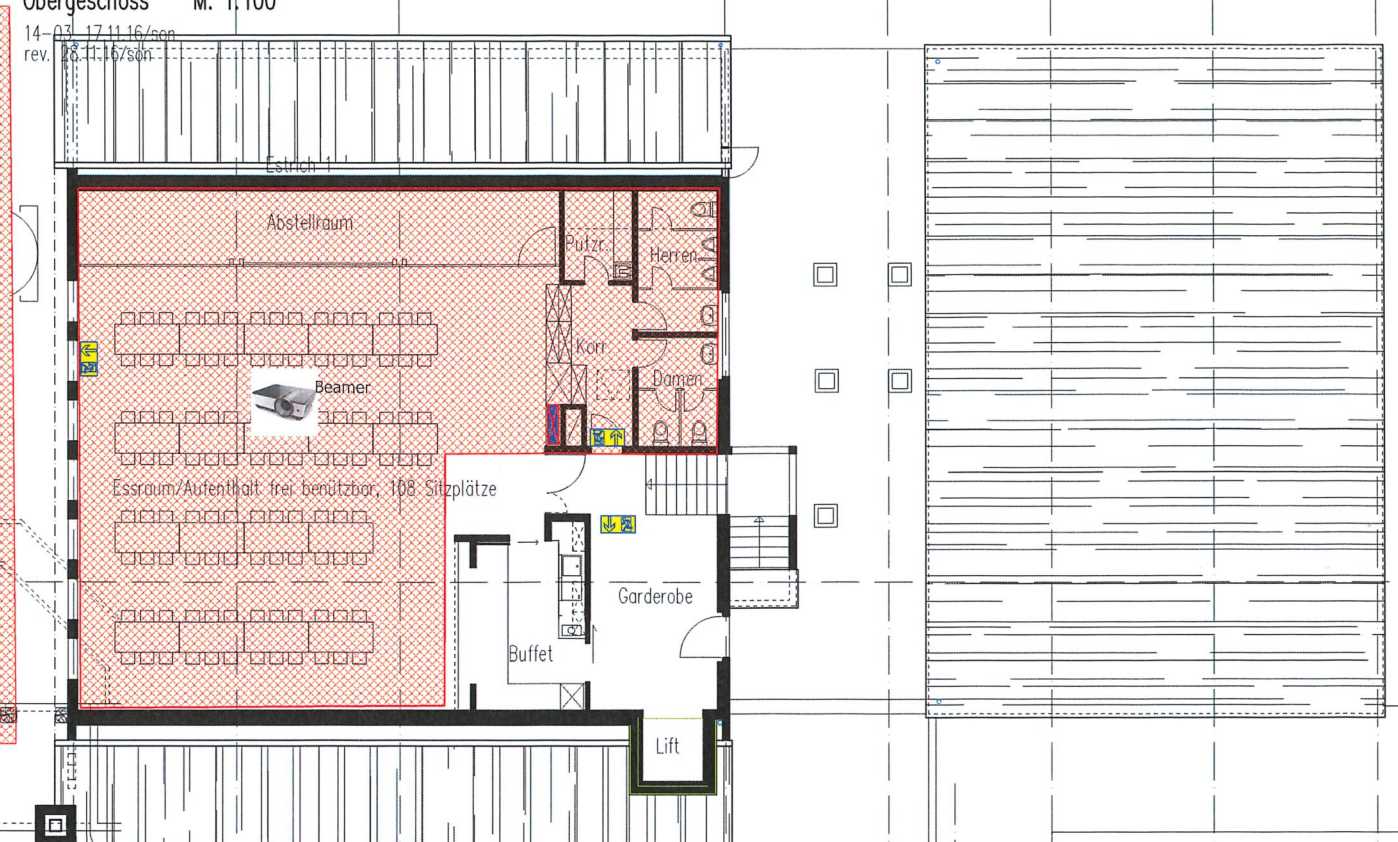 Obergeschoss M. 1:100
14-03, 17.11.16/son
rev. 28.11.16/son
Estrich 1
Abstellraum
Putzr.
Herren
Korr.
Damen
Beamer
Essraum/Aufenthalt frei benützbar, 108 Sitzplätze
Garderobe
Buffet
Lift